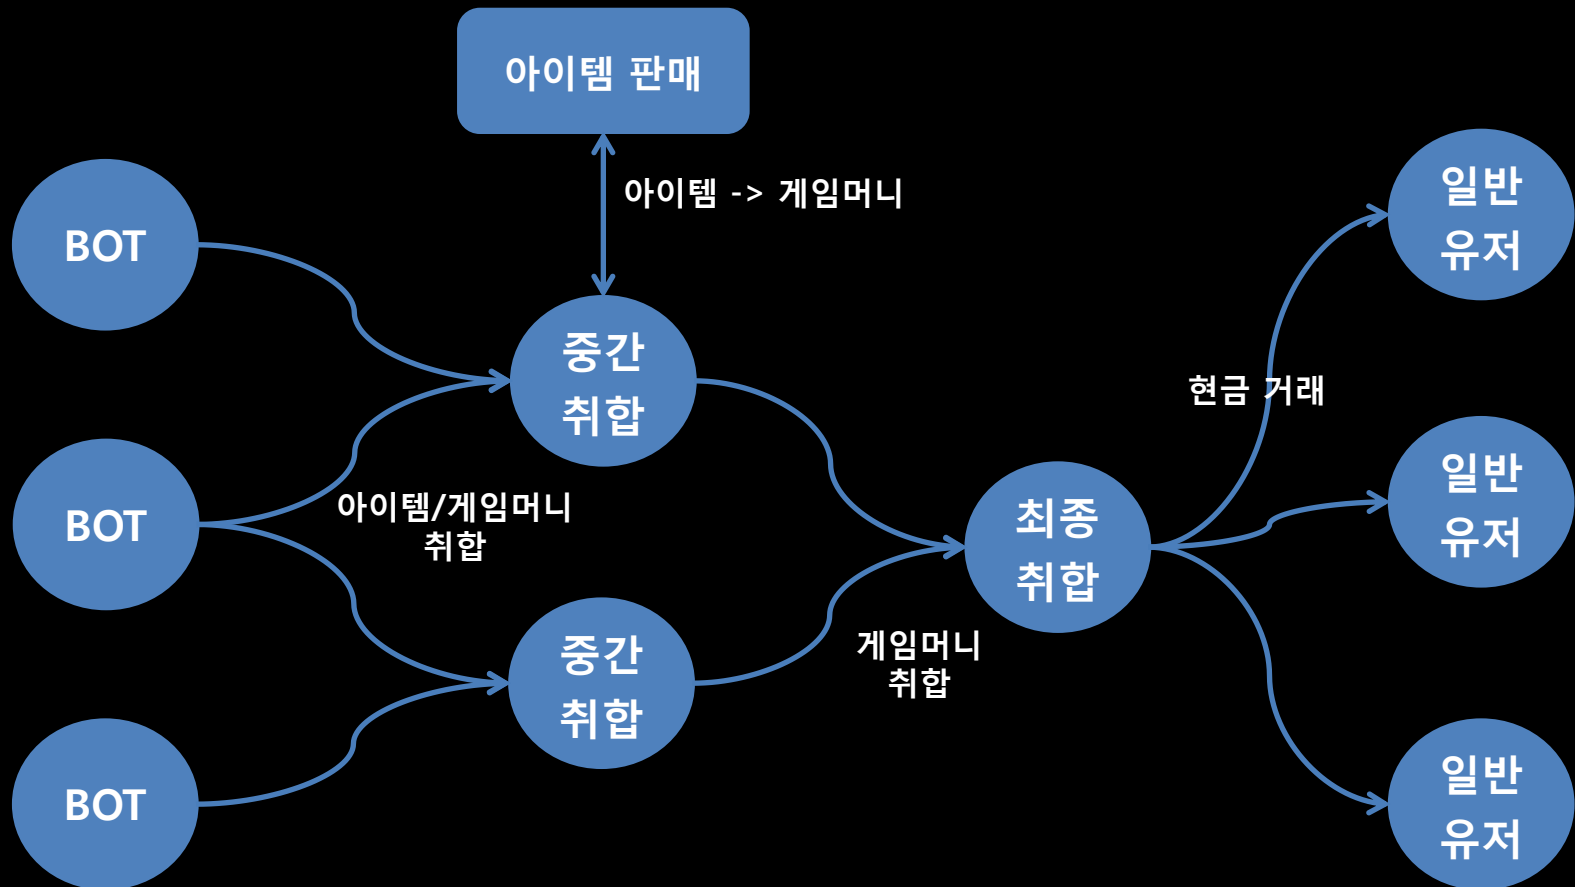 아이템 판매
아이템 -> 게임머니
BOT
중간
취합
BOT
아이템/게임머니
취합
중간
취합
BOT
최종
취합
게임머니
취합
현금 거래
일반
유저
일반
유저
일반
유저